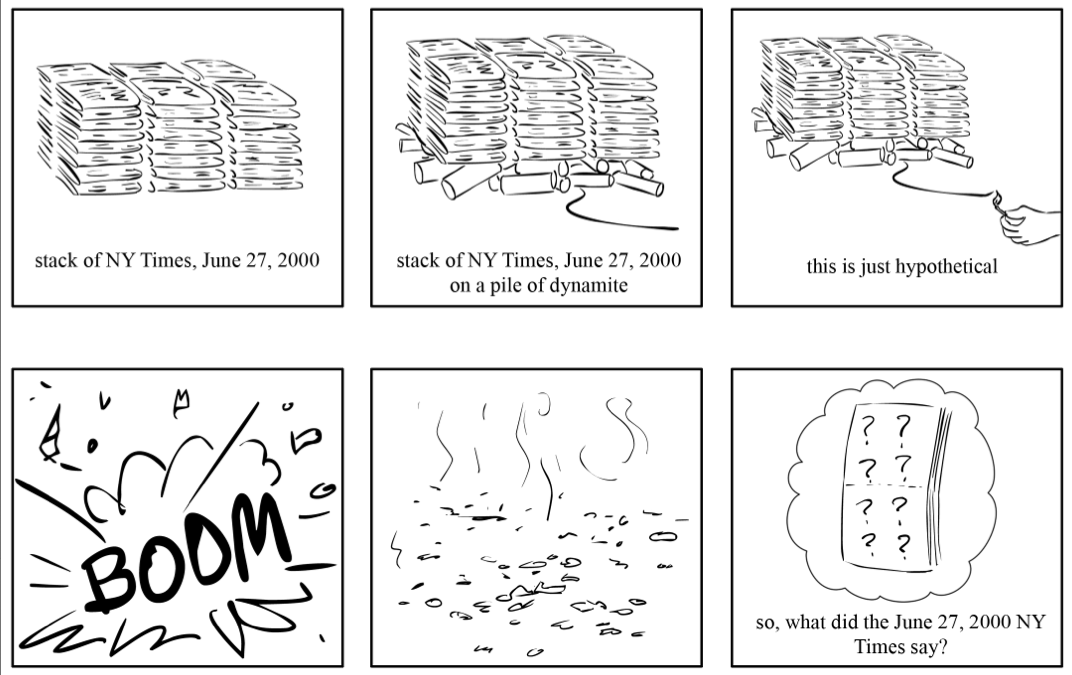 stack of NY Times, June 27, 2000
stack of NY Times, June 27, 2000
on a pile of dynamite
this is just hypothetical
BOOM
? ?
? ?
? ?
? ?
so, what did the June 27, 2000 NY
Times say?